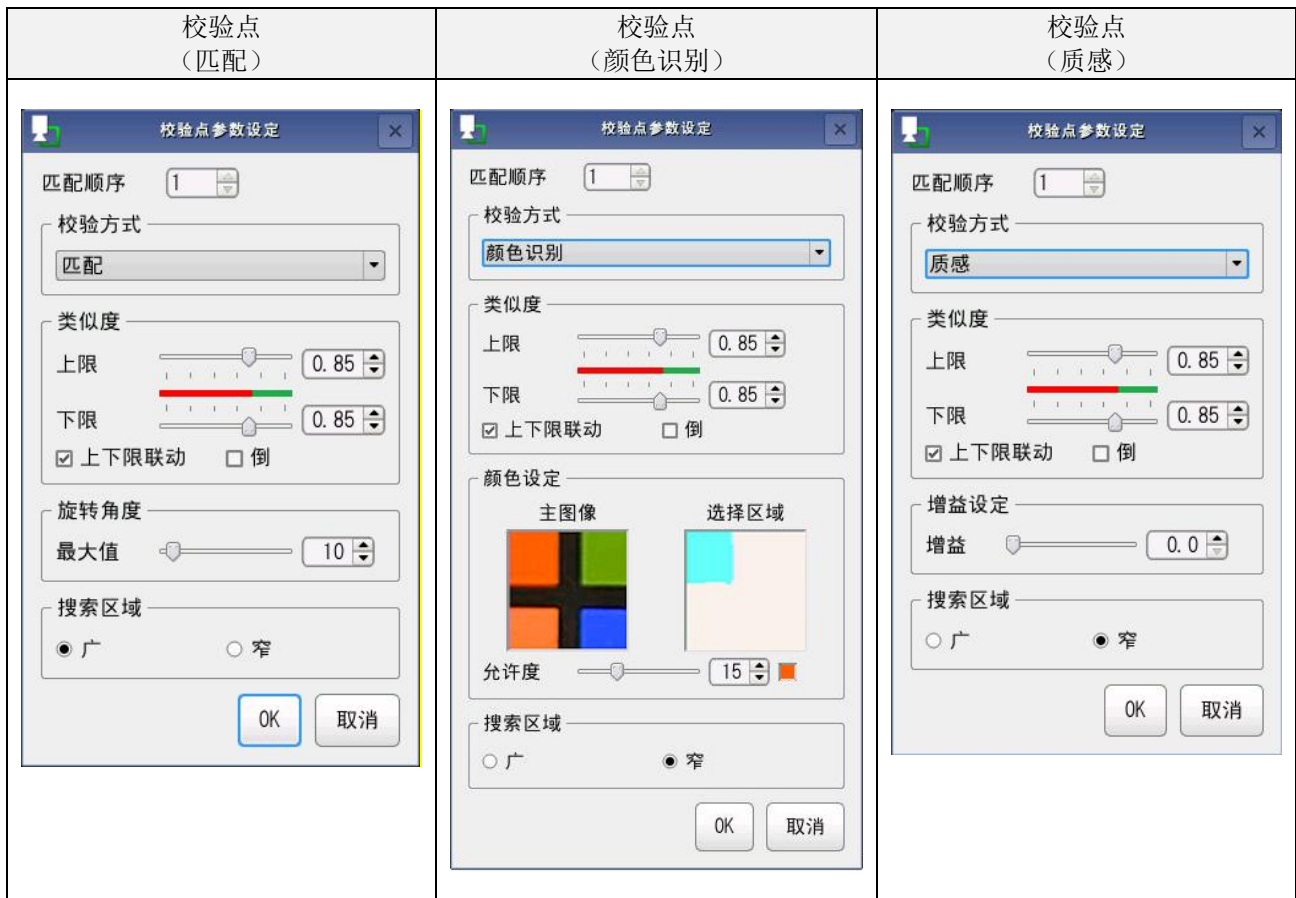 校验点
（匹配）
校验点
（颜色识别）
校验点
（质感）
校验点参数设定
匹配顺序 1
校验方式
匹配
类似度
上限 0.85
下限 0.85
上下限联动 倒
旋转角度
最大值 10
搜索区域
广 窄
OK 取消
校验点参数设定
匹配顺序 1
校验方式
颜色识别
类似度
上限 0.85
下限 0.85
上下限联动 倒
颜色设定
主图像 选择区域
允许度 15
搜索区域
广 窄
OK 取消
校验点参数设定
匹配顺序 1
校验方式
质感
类似度
上限 0.85
下限 0.85
上下限联动 倒
增益设定
增益 0.0
搜索区域
广 窄
OK 取消